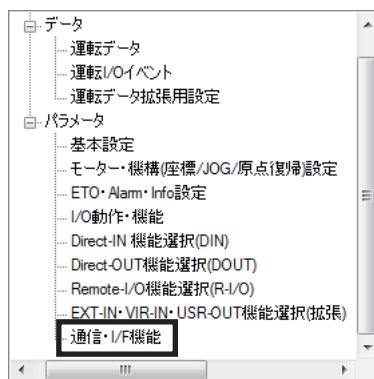 データ
運転データ
運転I/Oイベント
運転データ拡張用設定
パラメータ
基本設定
モーター・機構(座標/JOG/原点復帰)設定
ETO・Alarm・Info設定
I/O動作・機能
Direct-IN 機能選択(DIN)
Direct-OUT機能選択(DOUT)
Remote-I/O機能選択(R-I/O)
EXT-IN・VIR-IN・USR-OUT機能選択(拡張)
通信・I/F機能